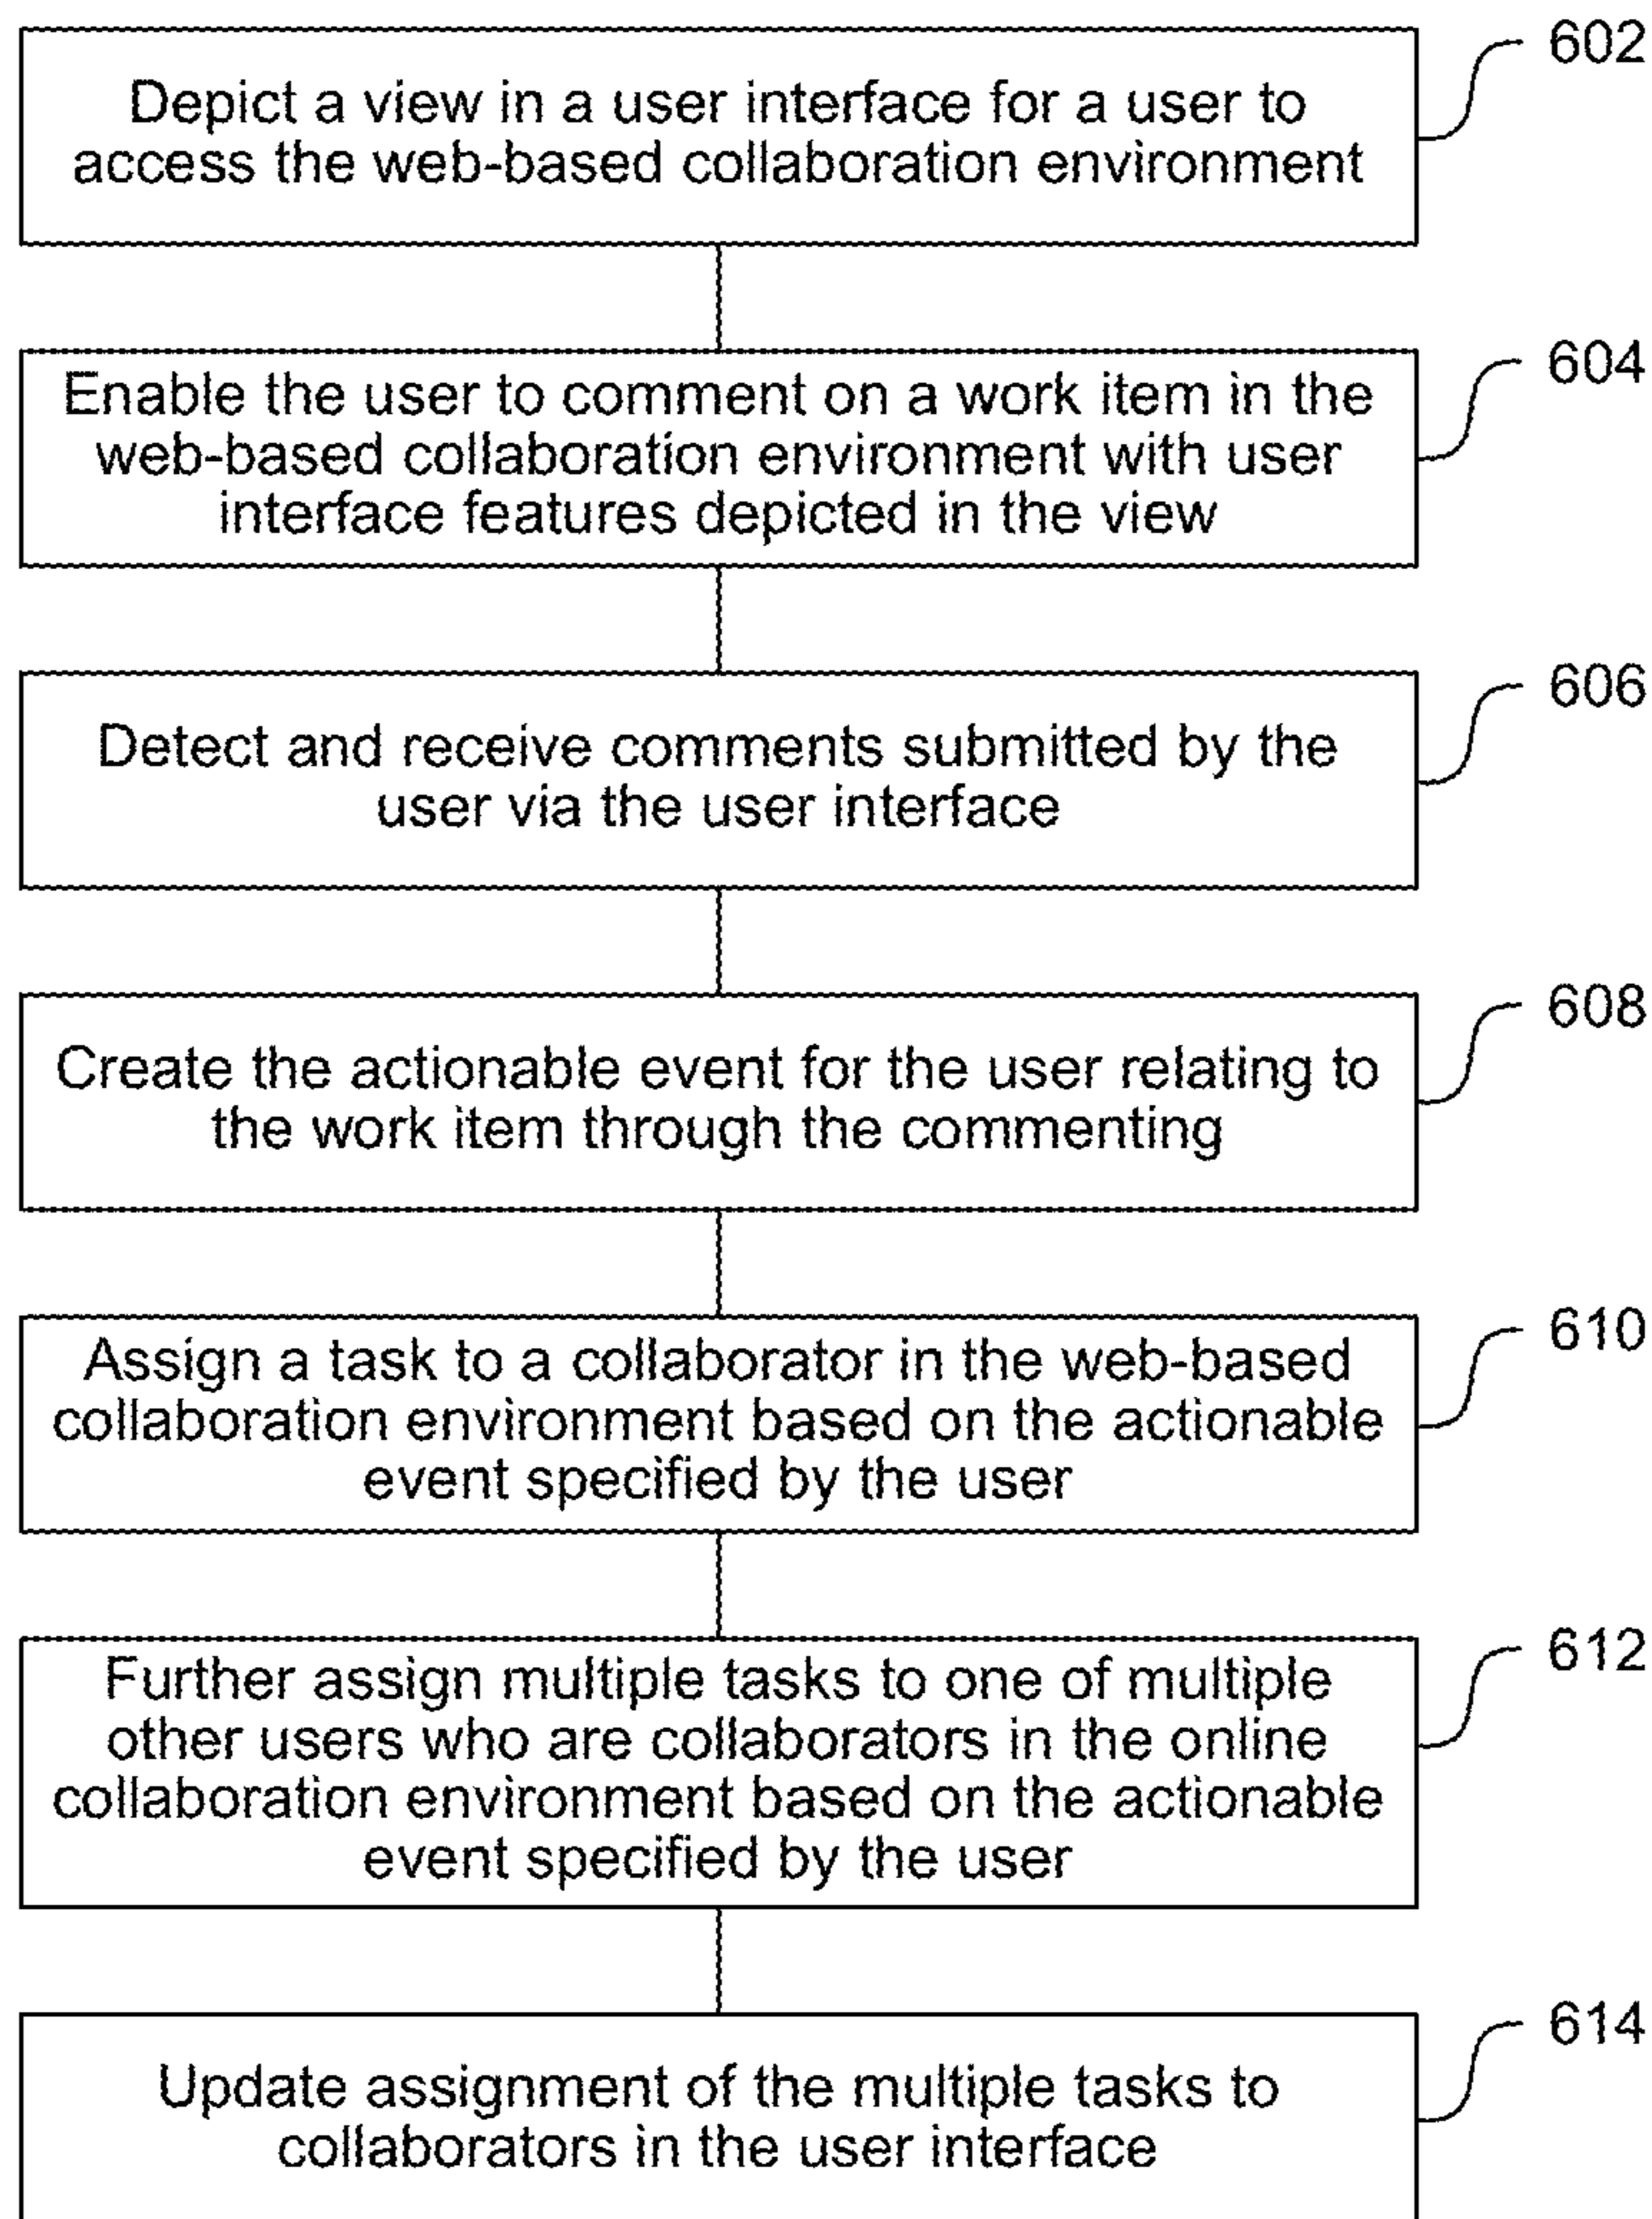 602
Depict a view in a user interface for a user to
access the web-based collaboration environment
604
Enable the user to comment on a work item in the
web-based collaboration environment with user
interface features depicted in the view
606
Detect and receive comments submitted by the
user via the user interface
608
Create the actionable event for the user relating to
the work item through the commenting
610
Assign a task to a collaborator in the web-based
collaboration environment based on the actionable
event specified by the user
612
Further assign multiple tasks to one of multiple
other users who are collaborators in the online
collaboration environment based on the actionable
event specified by the user
614
Update assignment of the multiple tasks to
collaborators in the user interface